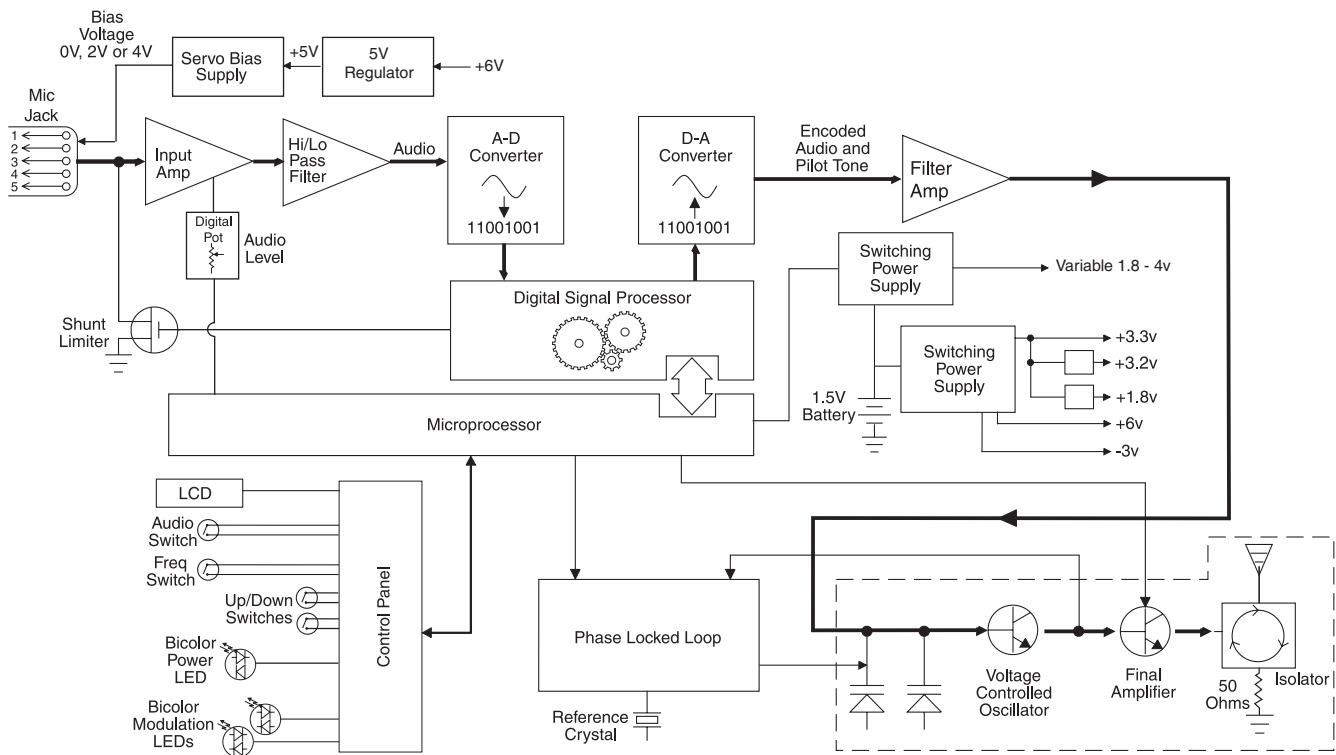 Bias
Voltage
0V, 2V or 4V
Servo Bias
Supply
+5V
5V
Regulator
+6V
Mic
Jack
1
2
3
4
5
Input
Amp
Hi/Lo
Pass
Filter
Audio
A-D
Converter
11001001
D-A
Converter
11001001
Encoded
Audio and
Pilot Tone
Filter
Amp
Digital
Pot
Audio
Level
Switching
Power
Supply
Variable 1.8 - 4v
Digital Signal Processor
Shunt
Limiter
Switching
Power
Supply
+3.3v
+3.2v
+1.8v
+6v
-3v
1.5V
Battery
Microprocessor
LCD
Audio
Switch
Freq
Switch
Up/Down
Switches
Bicolor
Power
LED
Bicolor
Modulation
LEDs
Control Panel
Phase Locked Loop
Reference
Crystal
Voltage
Controlled
Oscillator
Final
Amplifier
50
Ohms
Isolator